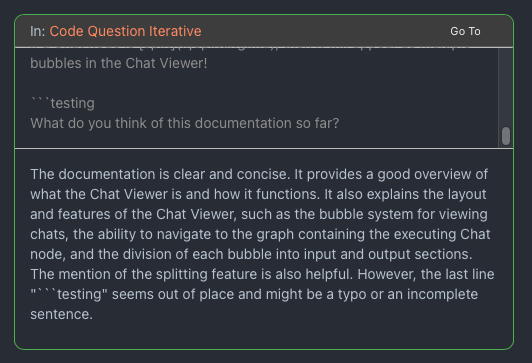 In: Code Question Iterative
Go To
bubbles in the Chat Viewer!
```testing
What do you think of this documentation so far?
The documentation is clear and concise. It provides a good overview of
what the Chat Viewer is and how it functions. It also explains the layout
and features of the Chat Viewer, such as the bubble system for viewing
chats, the ability to navigate to the graph containing the executing Chat
node, and the division of each bubble into input and output sections.
The mention of the splitting feature is also helpful. However, the last line
"```testing" seems out of place and might be a typo or an incomplete
sentence.